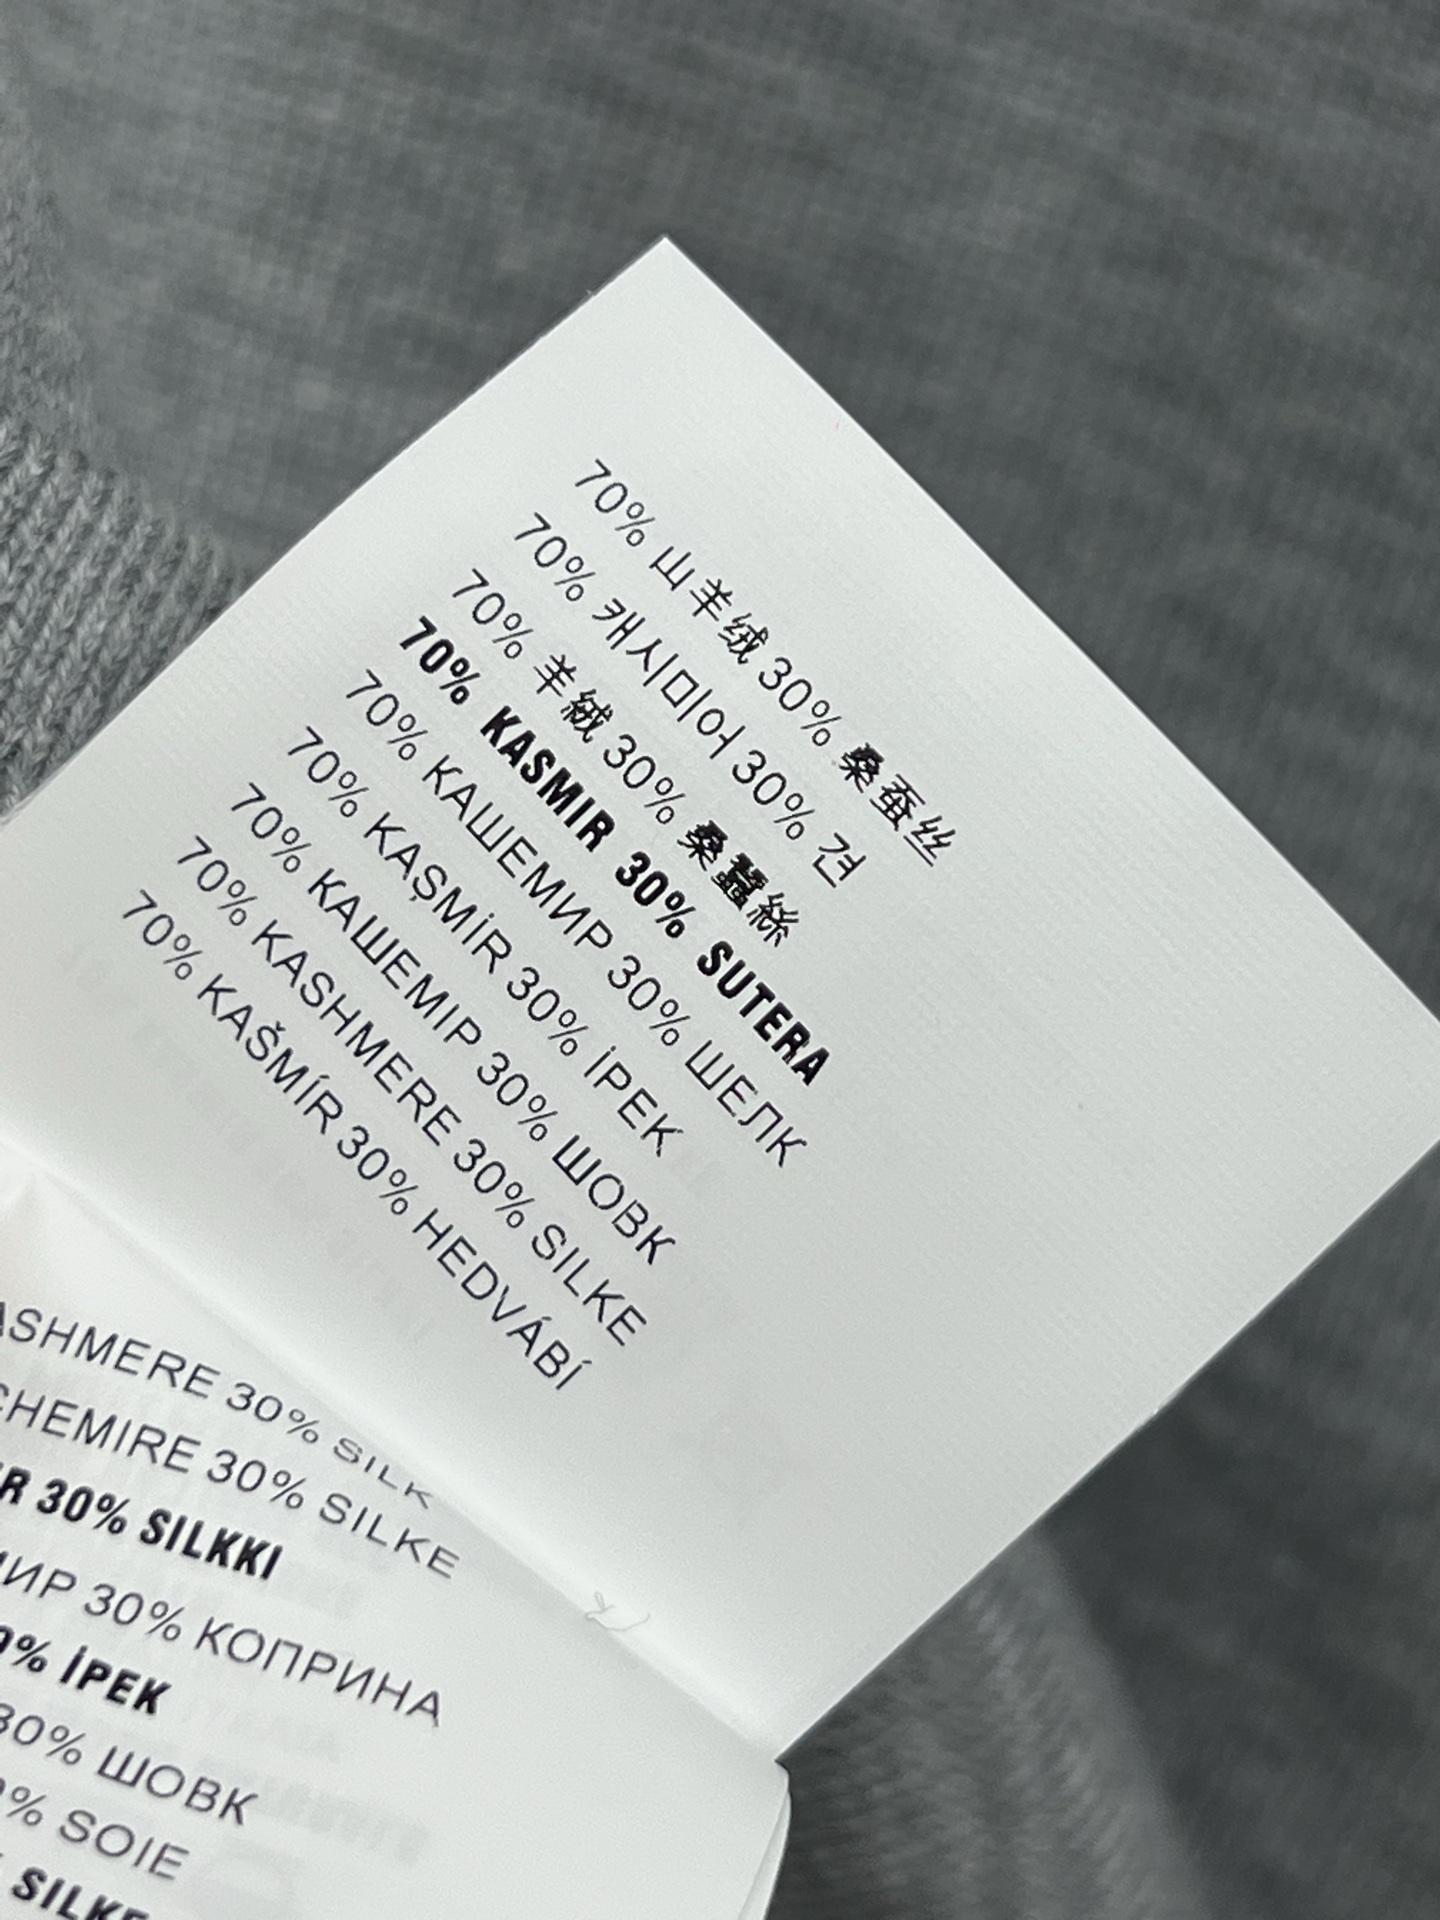 70% 山羊绒 30% 桑蚕丝
70% 캐시미어 30% 견
70% 羊絨 30% 桑蠶絲
70% KASMIR 30% SUTERA
70% КАШЕМИР 30% ШЕЛК
70% KAŞMİR 30% İPEK
70% КАШЕМІР 30% ШОВК
70% KASHMERE 30% SILKE
70% KAŠMÍR 30% HEDVÁBÍ
ASHMERE 30% SILK
CHEMIRE 30% SILKE
R 30% SILKKI
МИР 30% КОПРИНА
0% İPEK
30% ШОВК
% SOIE
% SILKE